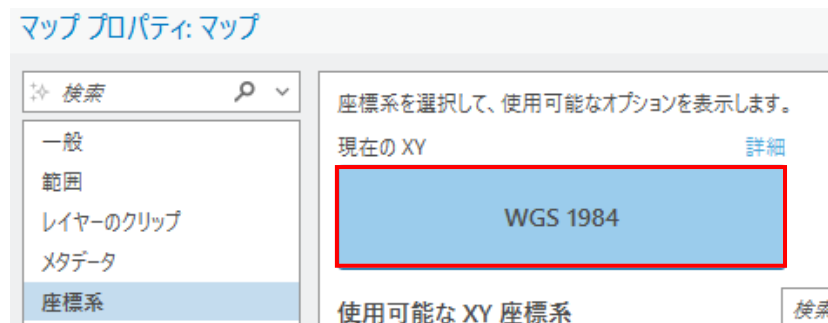 マップ プロパティ: マップ
検索
一般
範囲
レイヤーのクリップ
メタデータ
座標系
座標系を選択して、使用可能なオプションを表示します。
現在の XY
詳細
WGS 1984
使用可能な XY 座標系
検索